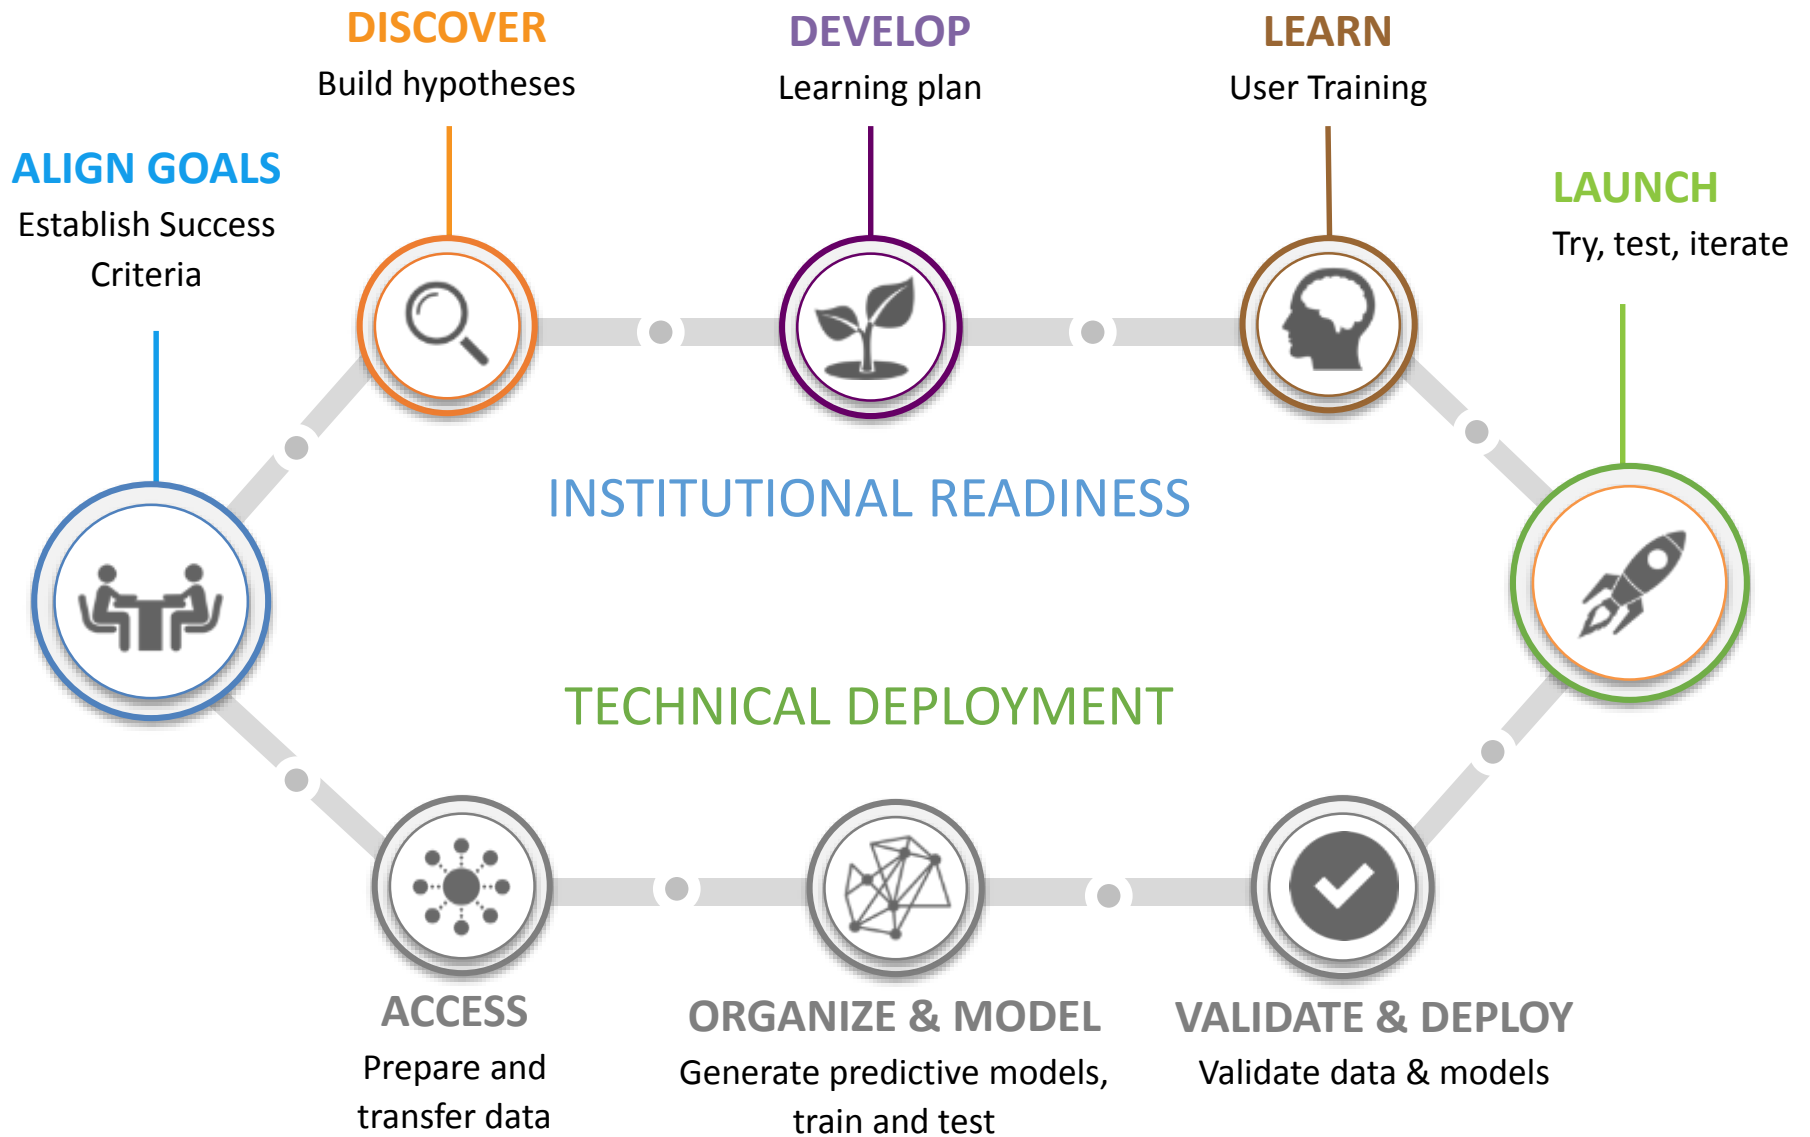 DISCOVER
Build hypotheses
DEVELOP
Learning plan
LEARN
User Training
ALIGN GOALS
Establish Success
Criteria
LAUNCH
Try, test, iterate
INSTITUTIONAL READINESS
TECHNICAL DEPLOYMENT
ACCESS
Prepare and
transfer data
ORGANIZE & MODEL
Generate predictive models,
train and test
VALIDATE & DEPLOY
Validate data & models